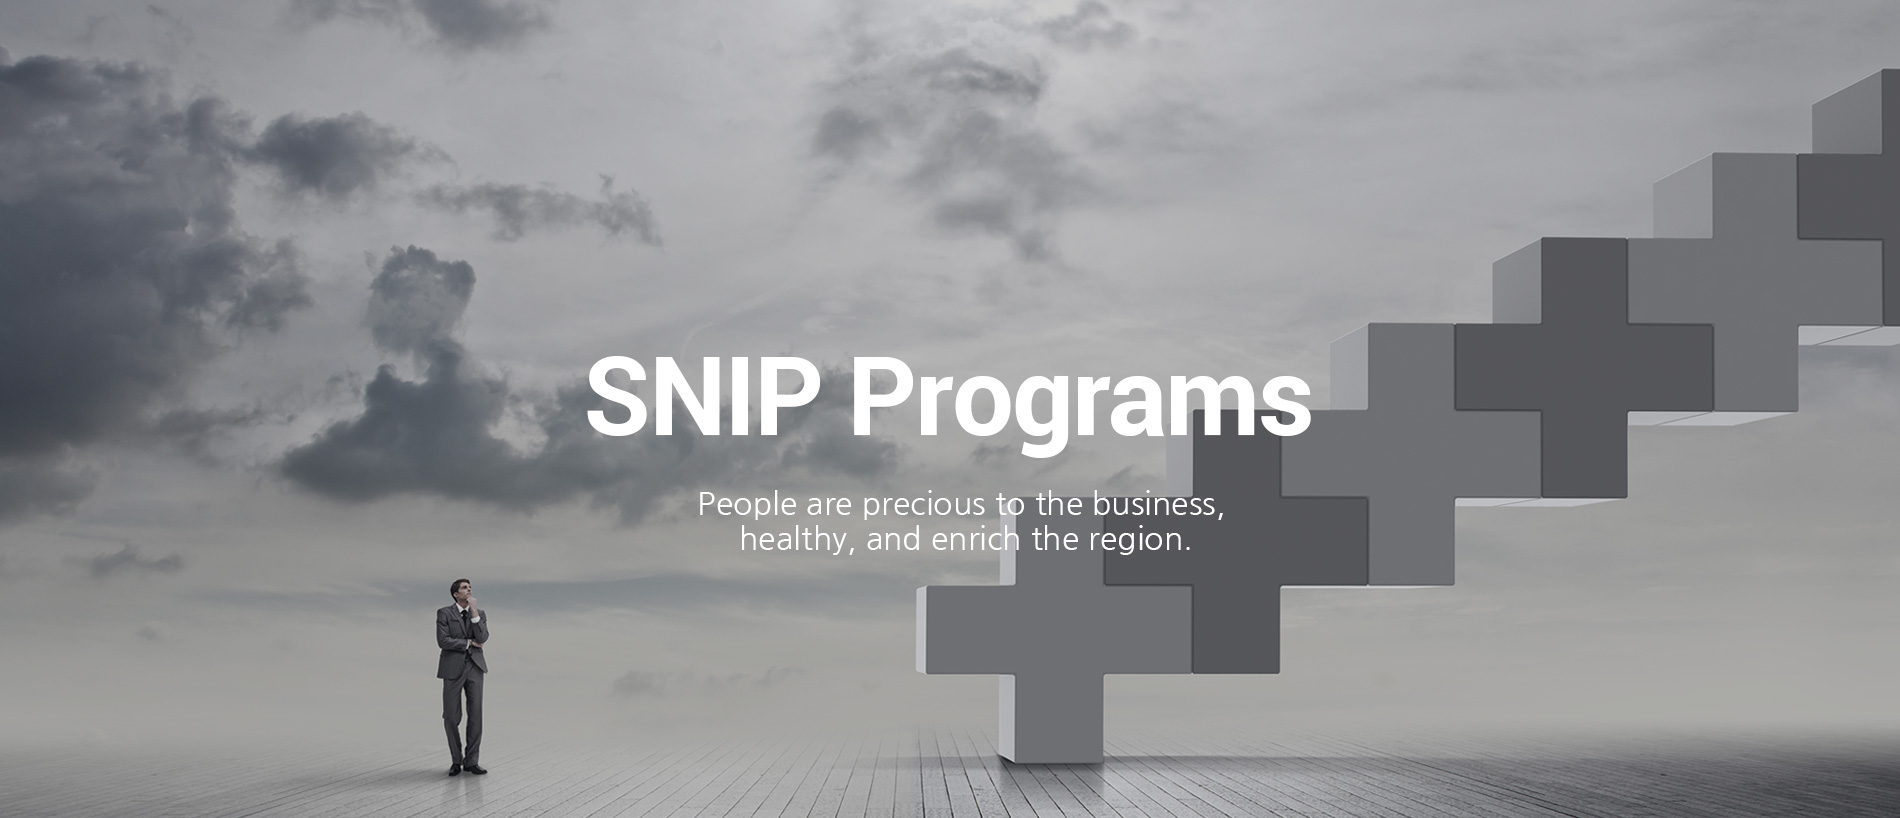 SNIP Programs
People are precious to the business,
healthy, and enrich the region.